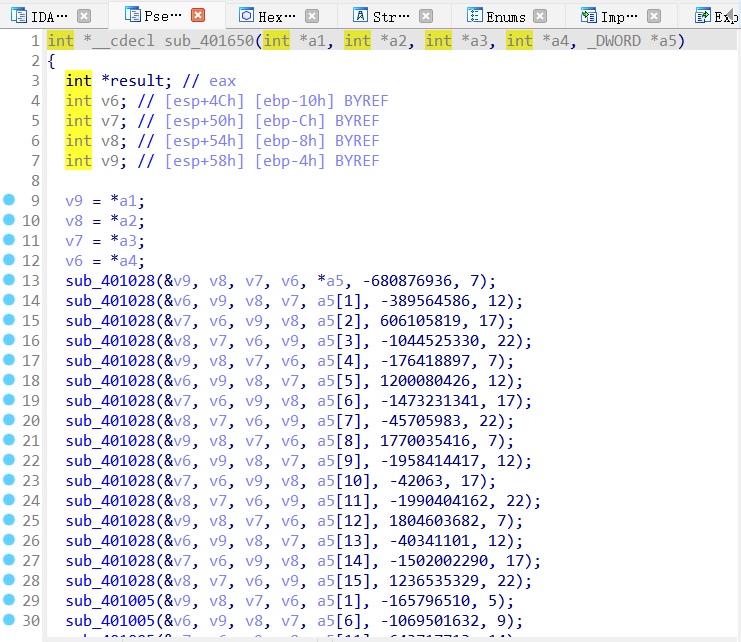 IDA··· Pse··· Hex··· Str··· Enums Imp··· Exp
1 int *__cdecl sub_401650(int *a1, int *a2, int *a3, int *a4, _DWORD *a5)
2 {
3 int *result; // eax
4 int v6; // [esp+4Ch] [ebp-10h] BYREF
5 int v7; // [esp+50h] [ebp-Ch] BYREF
6 int v8; // [esp+54h] [ebp-8h] BYREF
7 int v9; // [esp+58h] [ebp-4h] BYREF
8
9 v9 = *a1;
10 v8 = *a2;
11 v7 = *a3;
12 v6 = *a4;
13 sub_401028(&v9, v8, v7, v6, *a5, -680876936, 7);
14 sub_401028(&v6, v9, v8, v7, a5[1], -389564586, 12);
15 sub_401028(&v7, v6, v9, v8, a5[2], 606105819, 17);
16 sub_401028(&v8, v7, v6, v9, a5[3], -1044525330, 22);
17 sub_401028(&v9, v8, v7, v6, a5[4], -176418897, 7);
18 sub_401028(&v6, v9, v8, v7, a5[5], 1200080426, 12);
19 sub_401028(&v7, v6, v9, v8, a5[6], -1473231341, 17);
20 sub_401028(&v8, v7, v6, v9, a5[7], -45705983, 22);
21 sub_401028(&v9, v8, v7, v6, a5[8], 1770035416, 7);
22 sub_401028(&v6, v9, v8, v7, a5[9], -1958414417, 12);
23 sub_401028(&v7, v6, v9, v8, a5[10], -42063, 17);
24 sub_401028(&v8, v7, v6, v9, a5[11], -1990404162, 22);
25 sub_401028(&v9, v8, v7, v6, a5[12], 1804603682, 7);
26 sub_401028(&v6, v9, v8, v7, a5[13], -40341101, 12);
27 sub_401028(&v7, v6, v9, v8, a5[14], -1502002290, 17);
28 sub_401028(&v8, v7, v6, v9, a5[15], 1236535329, 22);
29 sub_401005(&v9, v8, v7, v6, a5[1], -165796510, 5);
30 sub_401005(&v6, v9, v8, v7, a5[6], -1069501632, 9);